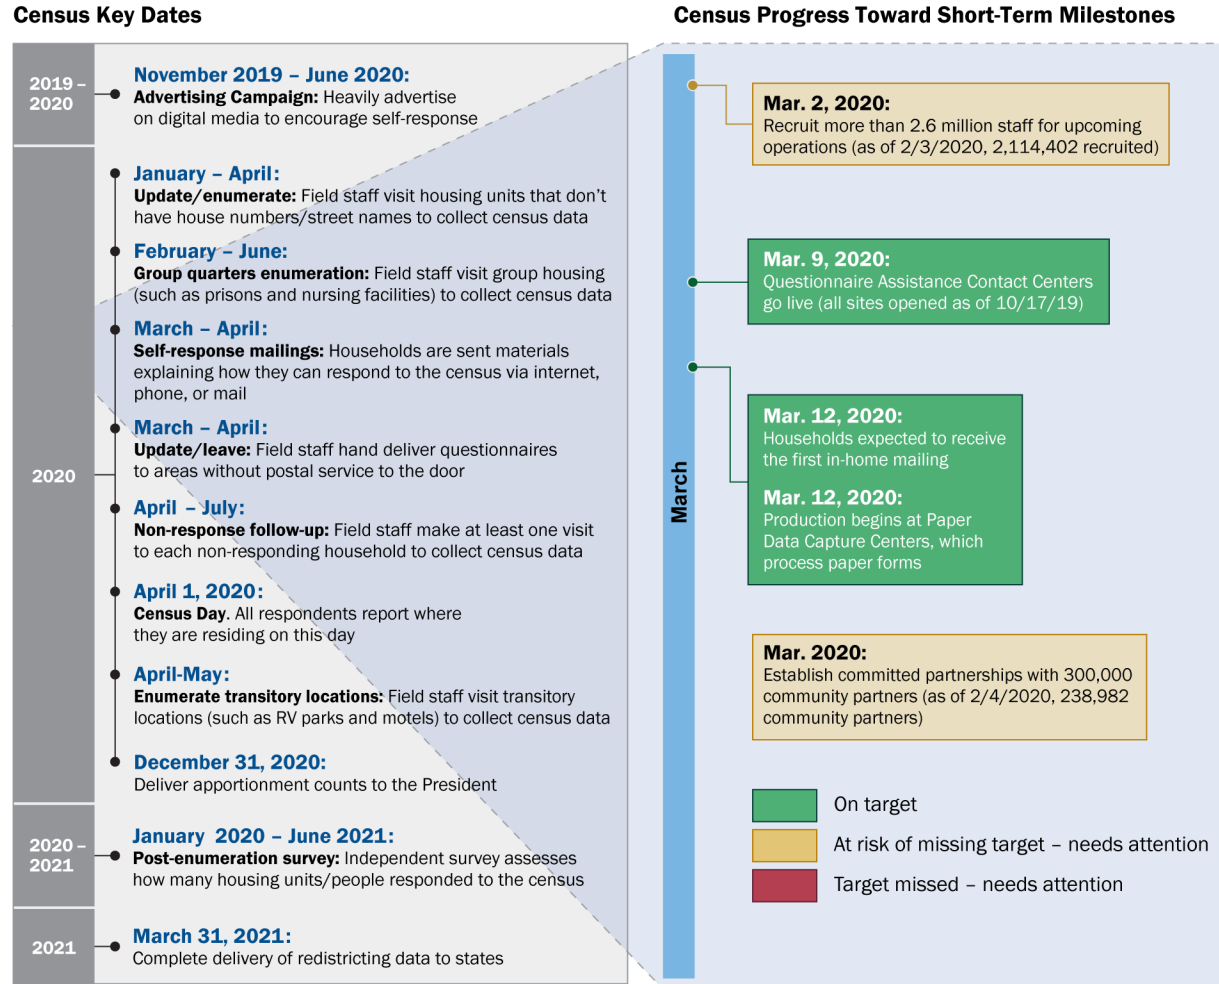 Census Key Dates
2019 –
2020
November 2019 – June 2020:
Advertising Campaign: Heavily advertise
on digital media to encourage self-response
2020
January – April:
Update/enumerate: Field staff visit housing units that don’t
have house numbers/street names to collect census data
February – June:
Group quarters enumeration: Field staff visit group housing
(such as prisons and nursing facilities) to collect census data
March – April:
Self-response mailings: Households are sent materials
explaining how they can respond to the census via internet,
phone, or mail
March – April:
Update/leave: Field staff hand deliver questionnaires
to areas without postal service to the door
April – July:
Non-response follow-up: Field staff make at least one visit
to each non-responding household to collect census data
April 1, 2020:
Census Day. All respondents report where
they are residing on this day
April-May:
Enumerate transitory locations: Field staff visit transitory
locations (such as RV parks and motels) to collect census data
December 31, 2020:
Deliver apportionment counts to the President
2020 –
2021
January 2020 – June 2021:
Post-enumeration survey: Independent survey assesses
how many housing units/people responded to the census
2021
March 31, 2021:
Complete delivery of redistricting data to states
Census Progress Toward Short-Term Milestones
March
Mar. 2, 2020:
Recruit more than 2.6 million staff for upcoming
operations (as of 2/3/2020, 2,114,402 recruited)
Mar. 9, 2020:
Questionnaire Assistance Contact Centers
go live (all sites opened as of 10/17/19)
Mar. 12, 2020:
Households expected to receive
the first in-home mailing
Mar. 12, 2020:
Production begins at Paper
Data Capture Centers, which
process paper forms
Mar. 2020:
Establish committed partnerships with 300,000
community partners (as of 2/4/2020, 238,982
community partners)
On target
At risk of missing target – needs attention
Target missed – needs attention